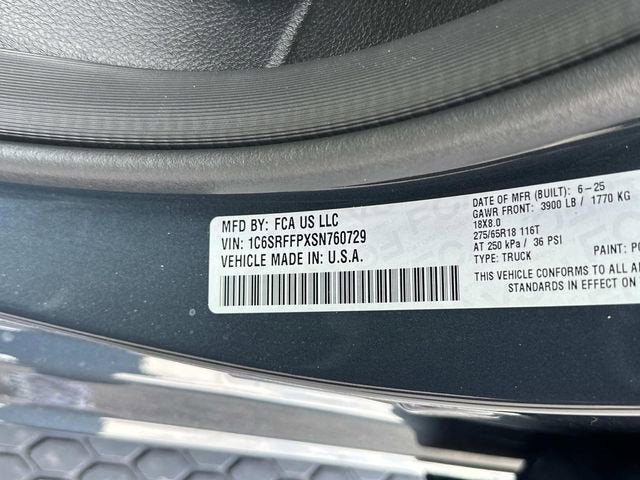 MFD BY: FCA US LLC
VIN: 1C6SRFFPXSN760729
VEHICLE MADE IN: U.S.A.
DATE OF MFR (BUILT): 6-25
GAWR FRONT: 3900 LB / 1770 KG
18X8.0
275/65R18 116T
AT 250 kPa / 36 PSI
TYPE: TRUCK
PAINT:
THIS VEHICLE CONFORMS TO ALL
STANDARDS IN EFFECT ON